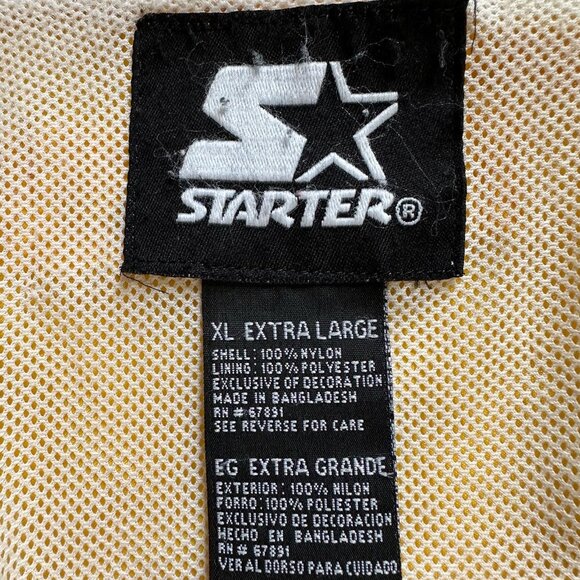 STARTER®
XL EXTRA LARGE
SHELL: 100% NYLON
LINING: 100% POLYESTER
EXCLUSIVE OF DECORATION
MADE IN BANGLADESH
RN # 67891
SEE REVERSE FOR CARE
EG EXTRA GRANDE
EXTERIOR: 100% NILON
FORRO: 100% POLIESTER
EXCLUSIVO DE DECORACION
HECHO EN BANGLADESH
RN # 67891
VER AL DORSO PARA CUIDADO